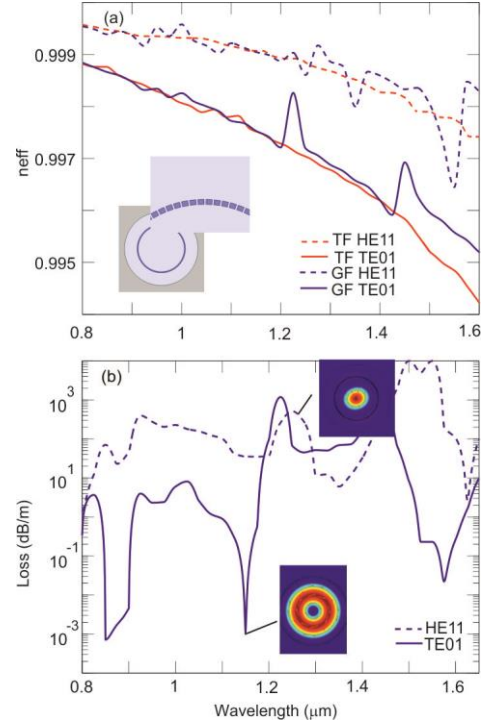 (a)
0.999
0.997
neff
0.995
TF HE11
TF TE01
GF HE11
GF TE01
0.8 1 1.2 1.4 1.6
(b)
10³
10¹
Loss (dB/m)
10⁻¹
10⁻³
HE11
TE01
0.8 1 1.2 1.4 1.6
Wavelength (μm)